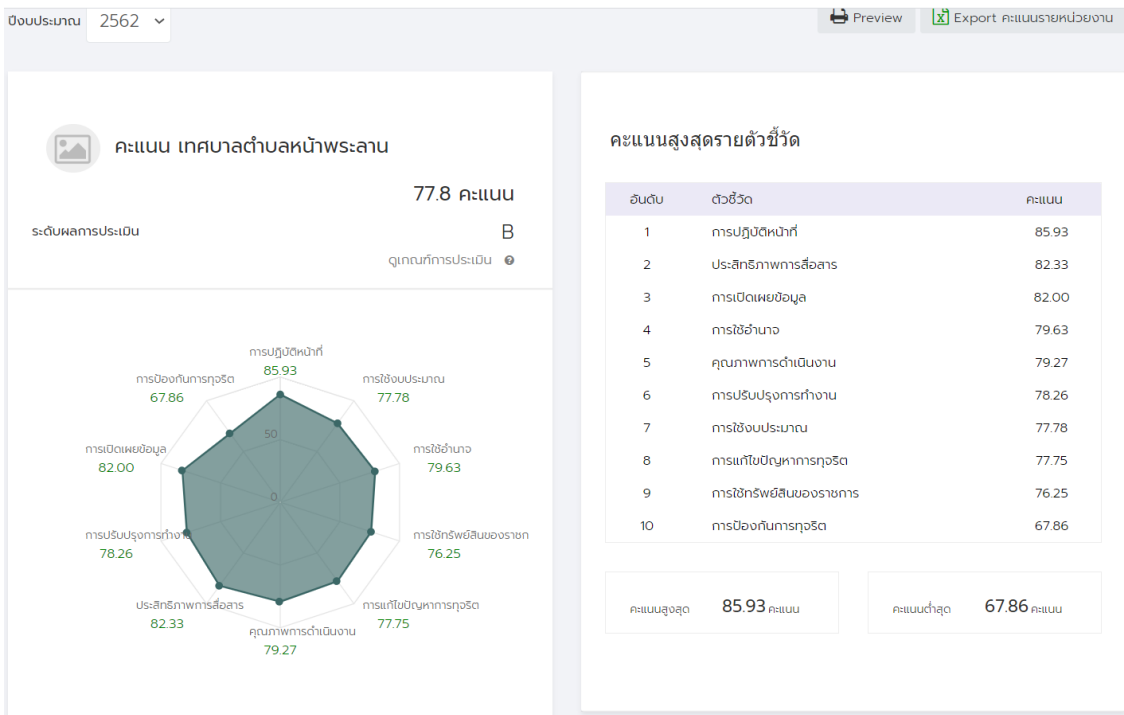 ปีงบประมาณ 2562
Preview
Export คะแนนรายหน่วยงาน
คะแนน เทศบาลตำบลหน้าพระลาน
77.8 คะแนน
ระดับผลการประเมิน B
ดูเกณฑ์การประเมิน
การปฏิบัติหน้าที่
85.93
การใช้งบประมาณ
77.78
การใช้อำนาจ
79.63
การใช้ทรัพย์สินของราชก
76.25
การแก้ไขปัญหาการทุจริต
77.75
คุณภาพการดำเนินงาน
79.27
ประสิทธิภาพการสื่อสาร
82.33
การปรับปรุงการทำงาน
78.26
การเปิดเผยข้อมูล
82.00
การป้องกันการทุจริต
67.86
50
0
คะแนนสูงสุดรายตัวชี้วัด
อันดับ ตัวชี้วัด คะแนน
1 การปฏิบัติหน้าที่ 85.93
2 ประสิทธิภาพการสื่อสาร 82.33
3 การเปิดเผยข้อมูล 82.00
4 การใช้อำนาจ 79.63
5 คุณภาพการดำเนินงาน 79.27
6 การปรับปรุงการทำงาน 78.26
7 การใช้งบประมาณ 77.78
8 การแก้ไขปัญหาการทุจริต 77.75
9 การใช้ทรัพย์สินของราชการ 76.25
10 การป้องกันการทุจริต 67.86
คะแนนสูงสุด 85.93 คะแนน
คะแนนต่ำสุด 67.86 คะแนน